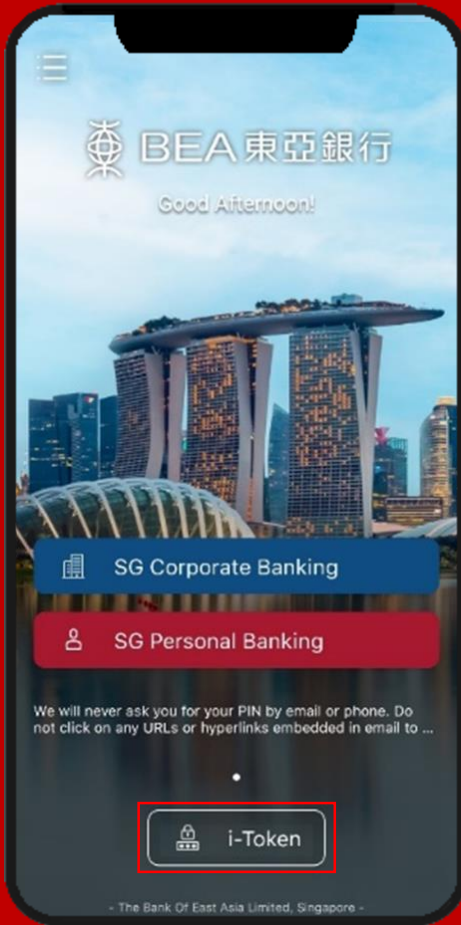 BEA東亞銀行
Good Afternoon!
SG Corporate Banking
SG Personal Banking
We will never ask you for your PIN by email or phone. Do
not click on any URLs or hyperlinks embedded in email to ...
i-Token
- The Bank Of East Asia Limited, Singapore -